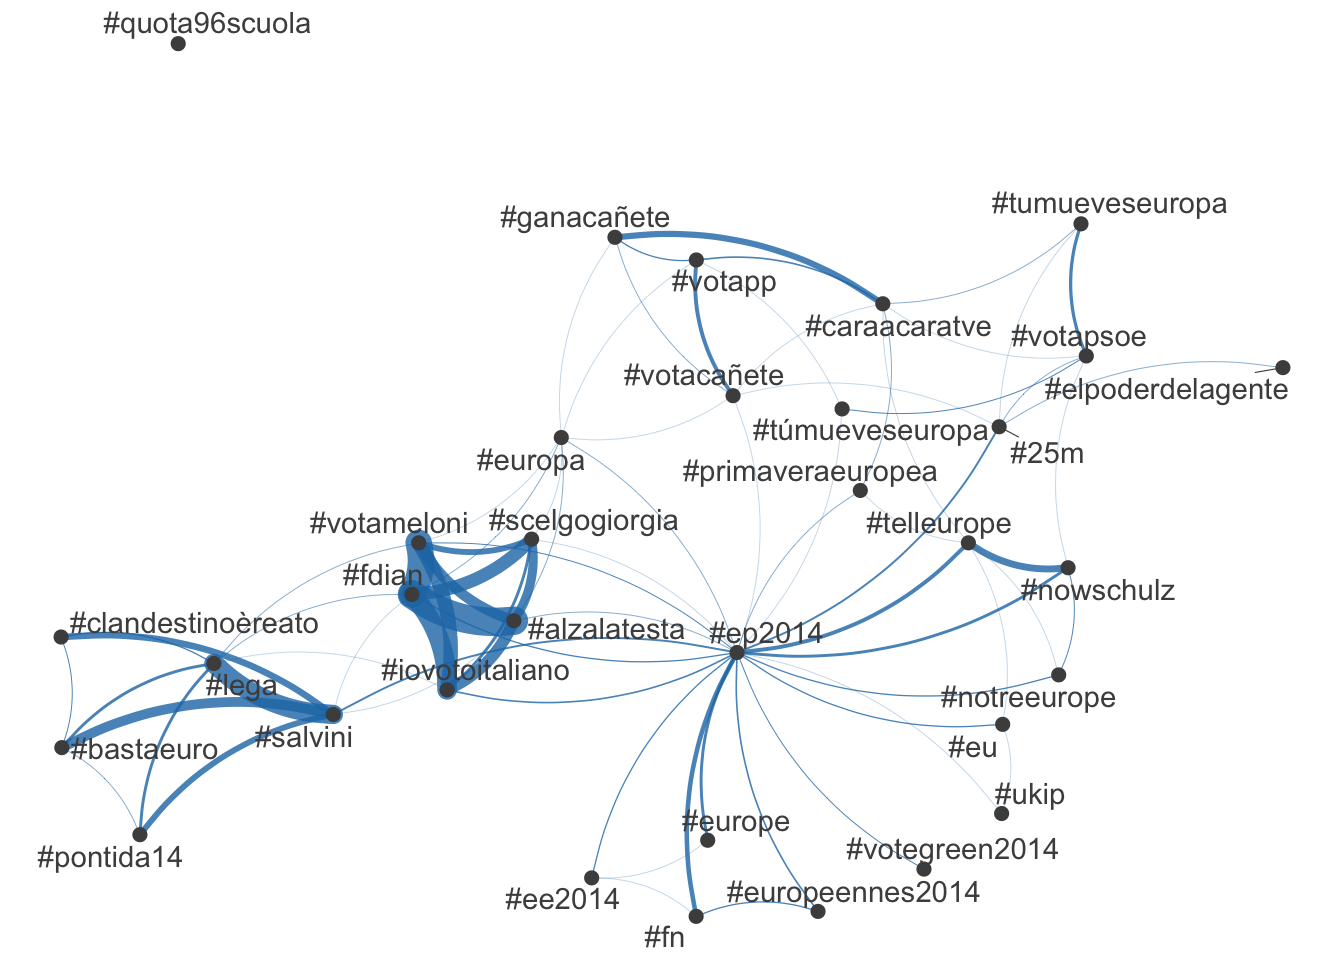 #quota96scuola
#tumueveseuropa
#ganacañete
#votapp
#caraacaratve
#votapsoe
#votacañete
#elpoderdelagente
#túmueveseuropa
#25m
#europa
#primaveraeuropea
#votameloni
#scelgogiorgia
#telleurope
#fdian
#nowschulz
#clandestinoèreato
#alzalatesta
#ep2014
#iovotoitaliano
#lega
#notreeurope
#salvini
#bastaeuro
#eu
#ukip
#europe
#votegreen2014
#pontida14
#europeennes2014
#ee2014
#fn